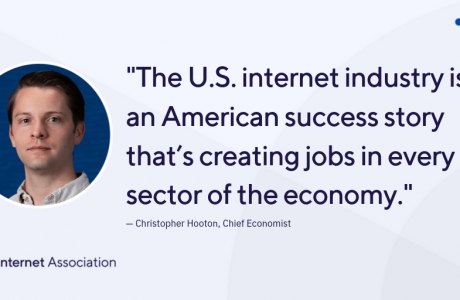 "The U.S. internet industry is
an American success story
that’s creating jobs in every
sector of the economy."
— Christopher Hooton, Chief Economist
Internet Association